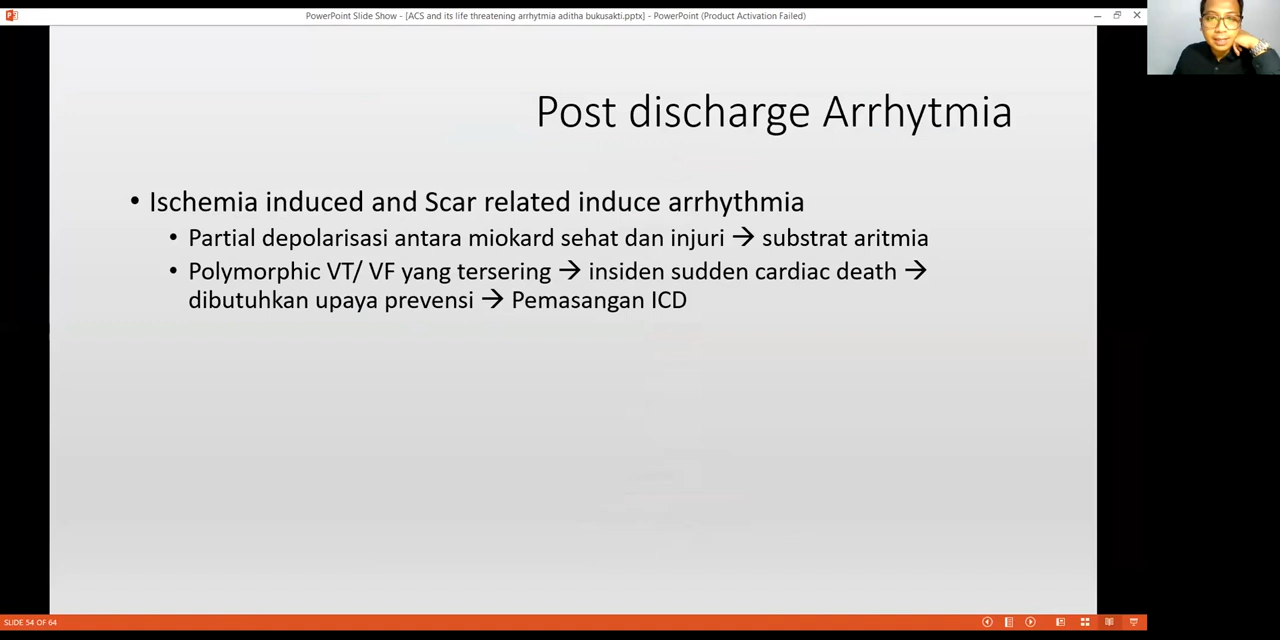 PowerPoint Slide Show - [ACS and its life threatening arrhytmia aditha bukusakti.pptx] - PowerPoint (Product Activation Failed)
Post discharge Arrhytmia
• Ischemia induced and Scar related induce arrhythmia
• Partial depolarisasi antara miokard sehat dan injuri → substrat aritmia
• Polymorphic VT/ VF yang tersering → insiden sudden cardiac death →
dibutuhkan upaya prevensi → Pemasangan ICD
SLIDE 54 OF 64